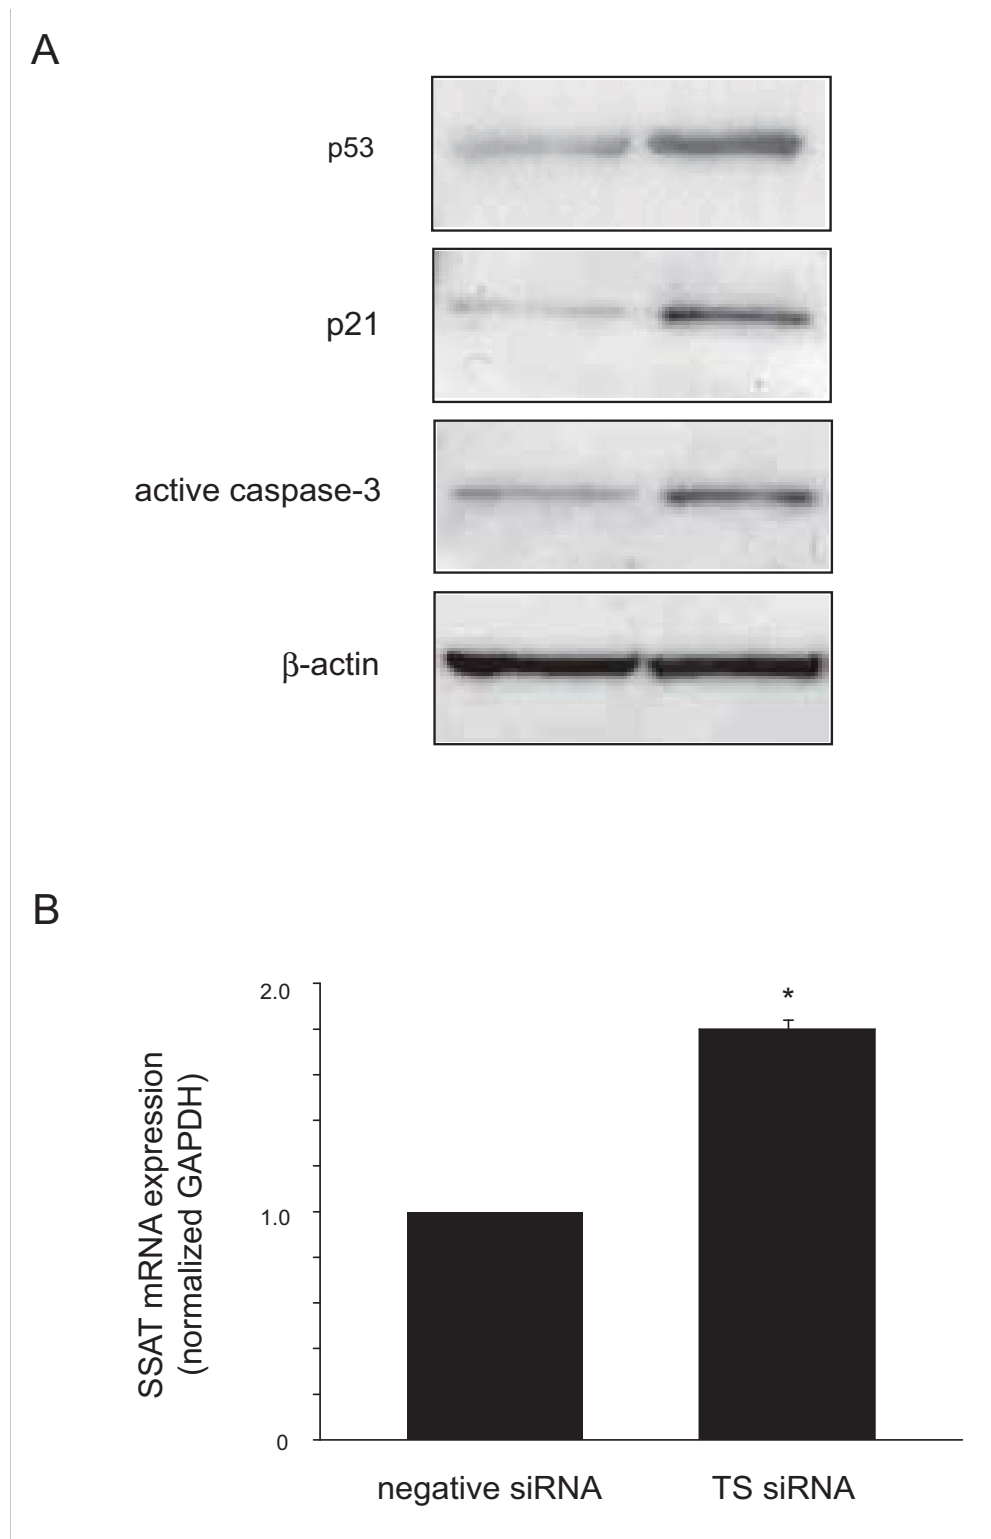 A
p53
p21
active caspase-3
β-actin
B
SSAT mRNA expression
(normalized GAPDH)
2.0
*
1.0
0
negative siRNA TS siRNA